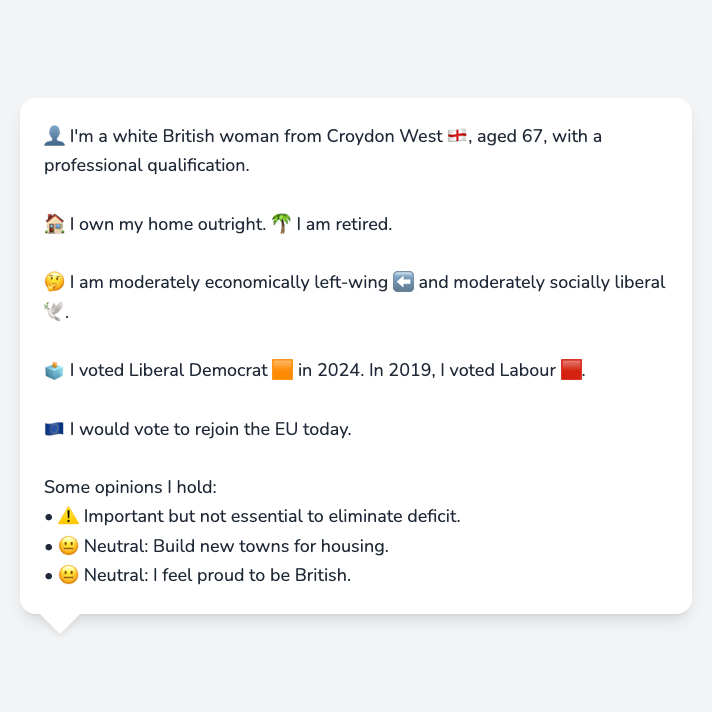 👤 I'm a white British woman from Croydon West 🏴󠁧󠁢󠁥󠁮󠁧󠁿, aged 67, with a
professional qualification.
🏠 I own my home outright. 🌴 I am retired.
🤔 I am moderately economically left-wing ⬅️ and moderately socially liberal
🕊️.
🗳️ I voted Liberal Democrat 🟧 in 2024. In 2019, I voted Labour 🟥.
🇪🇺 I would vote to rejoin the EU today.
Some opinions I hold:
• ⚠️ Important but not essential to eliminate deficit.
• 😐 Neutral: Build new towns for housing.
• 😐 Neutral: I feel proud to be British.